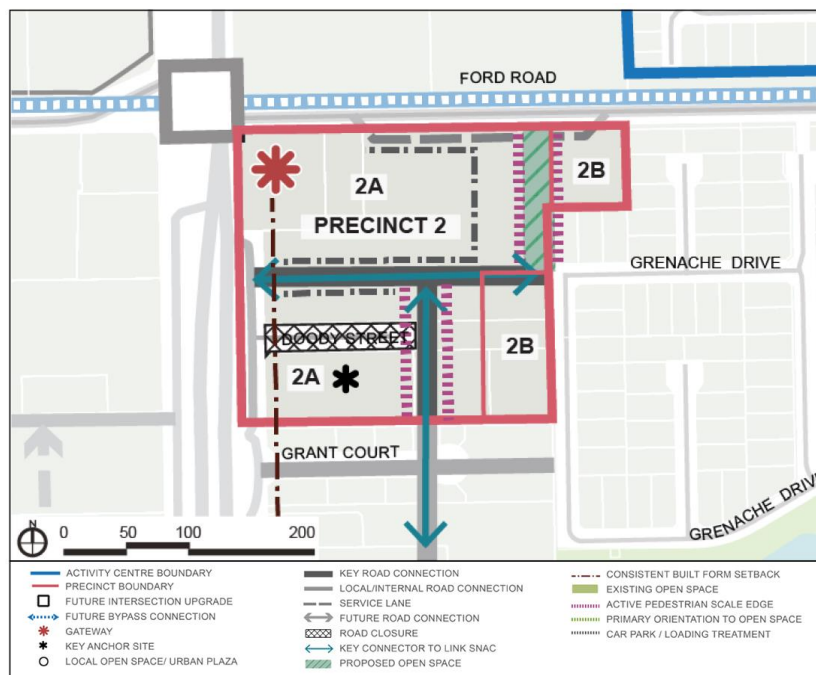 FORD ROAD
2A
2B
PRECINCT 2
GRENACHE DRIVE
DOODY STREET
2B
2A
GRANT COURT
GRENACHE DRIVE
N
0 50 100 200
ACTIVITY CENTRE BOUNDARY
PRECINCT BOUNDARY
FUTURE INTERSECTION UPGRADE
FUTURE BYPASS CONNECTION
GATEWAY
KEY ANCHOR SITE
LOCAL OPEN SPACE/ URBAN PLAZA
KEY ROAD CONNECTION
LOCAL/INTERNAL ROAD CONNECTION
SERVICE LANE
FUTURE ROAD CONNECTION
ROAD CLOSURE
KEY CONNECTOR TO LINK SNAC
PROPOSED OPEN SPACE
CONSISTENT BUILT FORM SETBACK
EXISTING OPEN SPACE
ACTIVE PEDESTRIAN SCALE EDGE
PRIMARY ORIENTATION TO OPEN SPACE
CAR PARK / LOADING TREATMENT